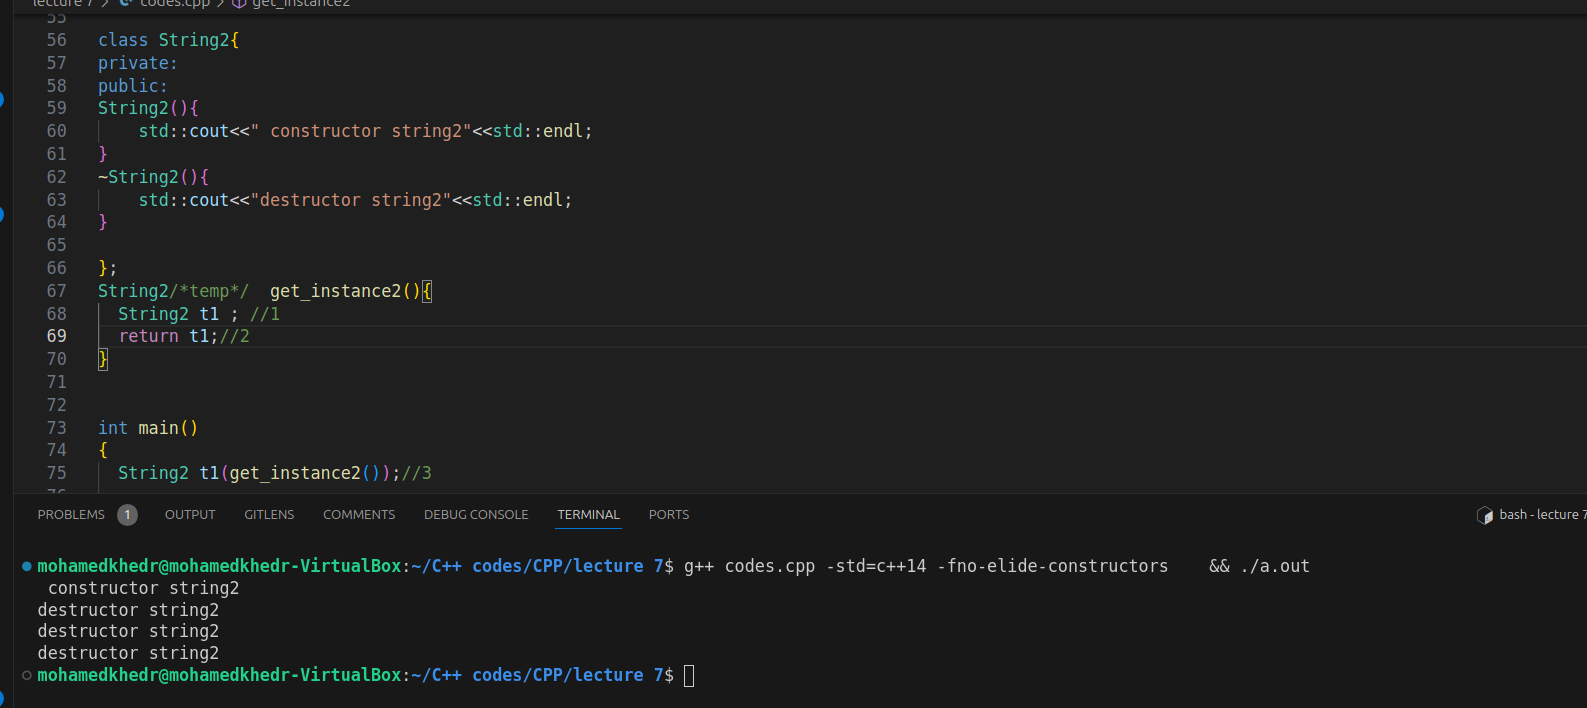 lecture 7 > codes.cpp > get_instance2
55
56 class String2{
57 private:
58 public:
59 String2(){
60     std::cout<<" constructor string2"<<std::endl;
61 }
62 ~String2(){
63     std::cout<<"destructor string2"<<std::endl;
64 }
65
66 };
67 String2/*temp*/  get_instance2(){
68   String2 t1 ; //1
69   return t1;//2
70 }
71
72
73 int main()
74 {
75   String2 t1(get_instance2());//3
76
PROBLEMS 1 OUTPUT GITLENS COMMENTS DEBUG CONSOLE TERMINAL PORTS bash - lecture 7
mohamedkhedr@mohamedkhedr-VirtualBox:~/C++ codes/CPP/lecture 7$ g++ codes.cpp -std=c++14 -fno-elide-constructors    && ./a.out
 constructor string2
destructor string2
destructor string2
destructor string2
mohamedkhedr@mohamedkhedr-VirtualBox:~/C++ codes/CPP/lecture 7$